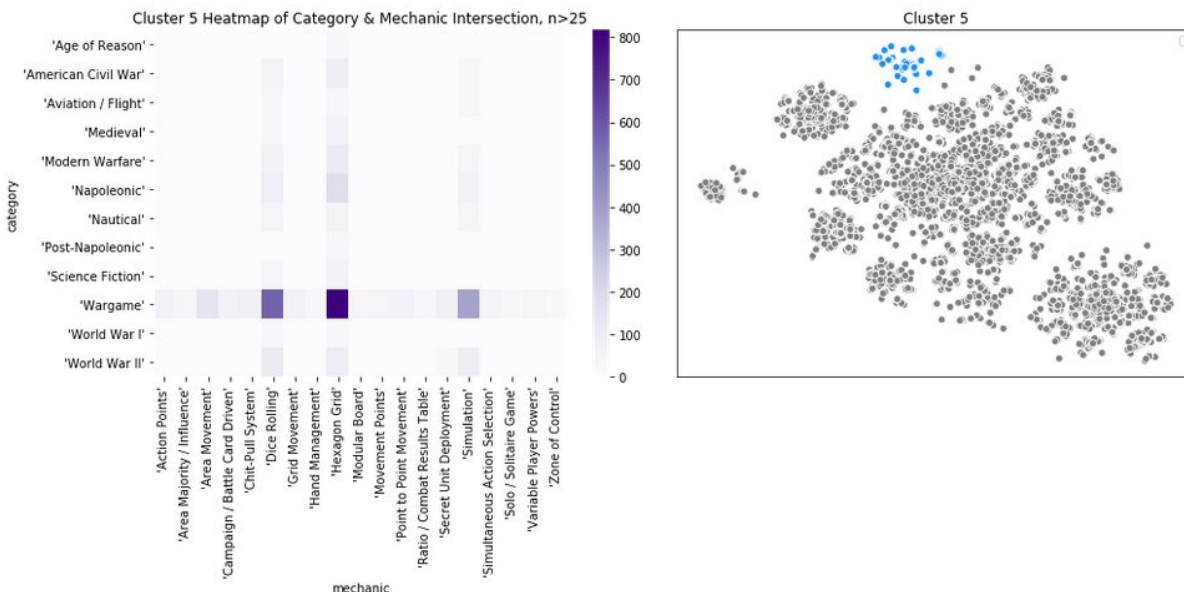 Cluster 5 Heatmap of Category & Mechanic Intersection, n>25
category
'Age of Reason'
'American Civil War'
'Aviation / Flight'
'Medieval'
'Modern Warfare'
'Napoleonic'
'Nautical'
'Post-Napoleonic'
'Science Fiction'
'Wargame'
'World War I'
'World War II'
800
700
600
500
400
300
200
100
0
'Action Points'
'Area Majority / Influence'
'Area Movement'
'Campaign / Battle Card Driven'
'Chit-Pull System'
'Dice Rolling'
'Grid Movement'
'Hand Management'
'Hexagon Grid'
'Modular Board'
'Movement Points'
'Point to Point Movement'
'Ratio / Combat Results Table'
'Secret Unit Deployment'
'Simulation'
'Simultaneous Action Selection'
'Solo / Solitaire Game'
'Variable Player Powers'
'Zone of Control'
mechanic
Cluster 5